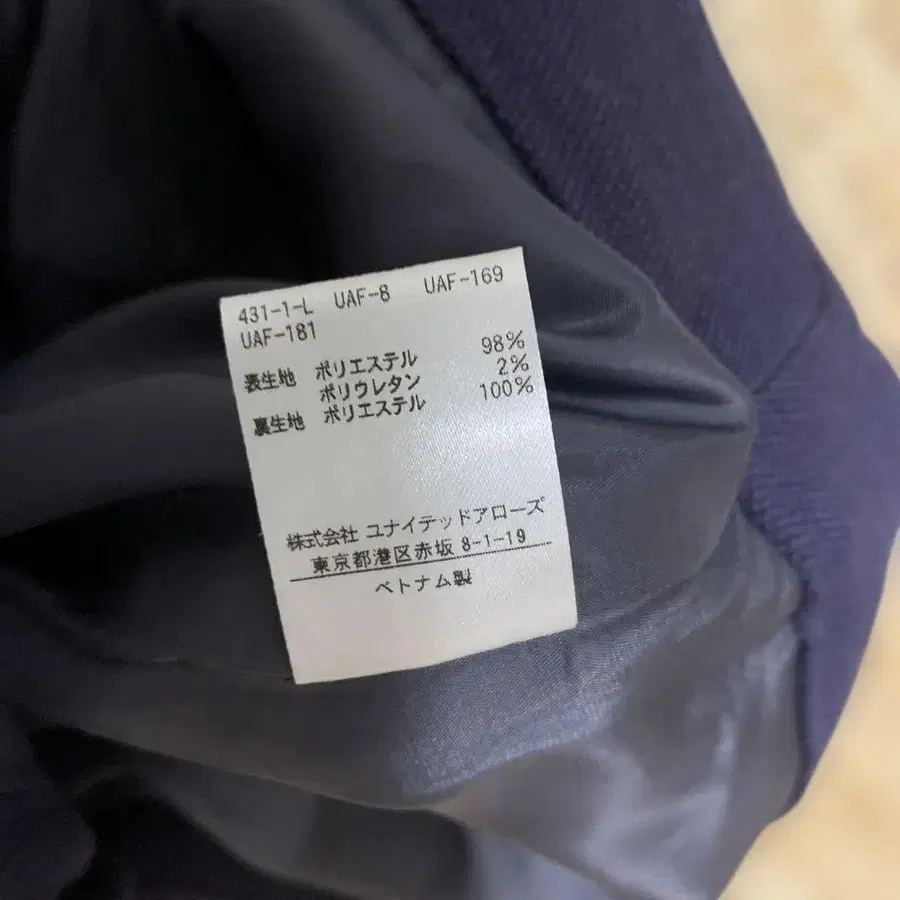 431-1-L UAF-8 UAF-169
UAF-181
表生地 ポリエステル 98%
ポリウレタン 2%
裏生地 ポリエステル 100%
株式会社 ユナイテッドアローズ
東京都港区赤坂 8-1-19
ベトナム製